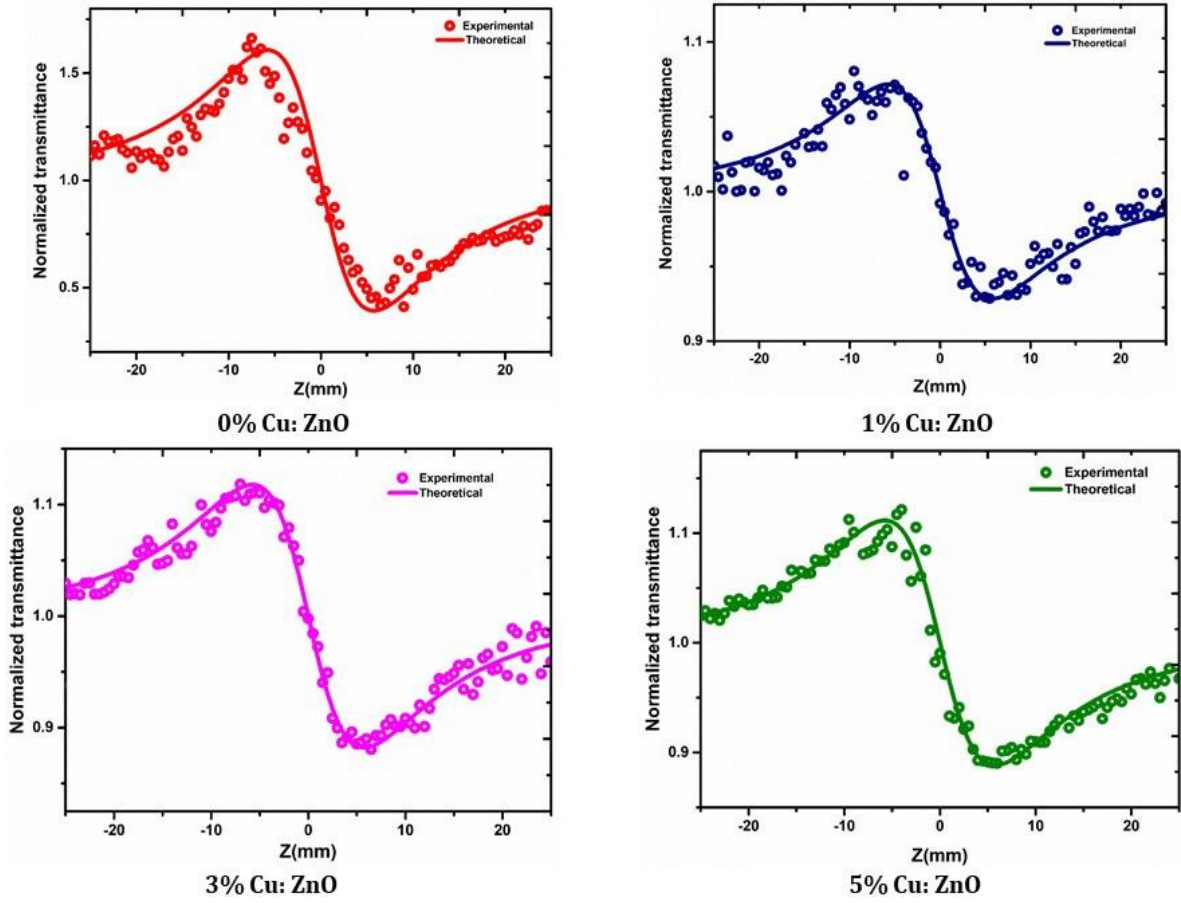 Experimental
Theoretical
Normalized transmittance
1.5
1.0
0.5
-20
-10
0
10
20
Z(mm)
0% Cu: ZnO
Experimental
Theoretical
Normalized transmittance
1.1
1.0
0.9
-20
-10
0
10
20
Z(mm)
1% Cu: ZnO
Experimental
Theoretical
Normalized transmittance
1.1
1.0
0.9
-20
-10
0
10
20
Z(mm)
3% Cu: ZnO
Experimental
Theoretical
Normalized transmittance
1.1
1.0
0.9
-20
-10
0
10
20
Z(mm)
5% Cu: ZnO